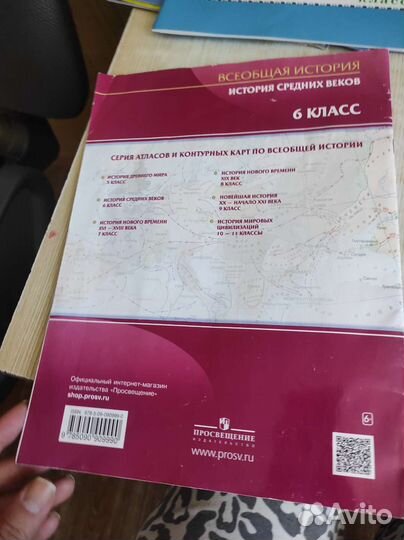 ВСЕОБЩАЯ ИСТОРИЯ
ИСТОРИЯ СРЕДНИХ ВЕКОВ
6 КЛАСС
СЕРИЯ АТЛАСОВ И КОНТУРНЫХ КАРТ ПО ВСЕОБЩЕЙ ИСТОРИИ
ИСТОРИЯ ДРЕВНЕГО МИРА
5 КЛАСС
ИСТОРИЯ СРЕДНИХ ВЕКОВ
6 КЛАСС
ИСТОРИЯ НОВОГО ВРЕМЕНИ
XVI — XVIII ВЕКА
7 КЛАСС
ИСТОРИЯ НОВОГО ВРЕМЕНИ
XIX ВЕК
8 КЛАСС
НОВЕЙШАЯ ИСТОРИЯ
XX — НАЧАЛО XXI ВЕКА
9 КЛАСС
ИСТОРИЯ МИРОВЫХ
ЦИВИЛИЗАЦИЙ
10 — 11 КЛАССЫ
Официальный интернет-магазин
издательства «Просвещение»
shop.prosv.ru
9785090909990
ПРОСВЕЩЕНИЕ
ИЗДАТЕЛЬСТВО
www.prosv.ru
6+
Avito